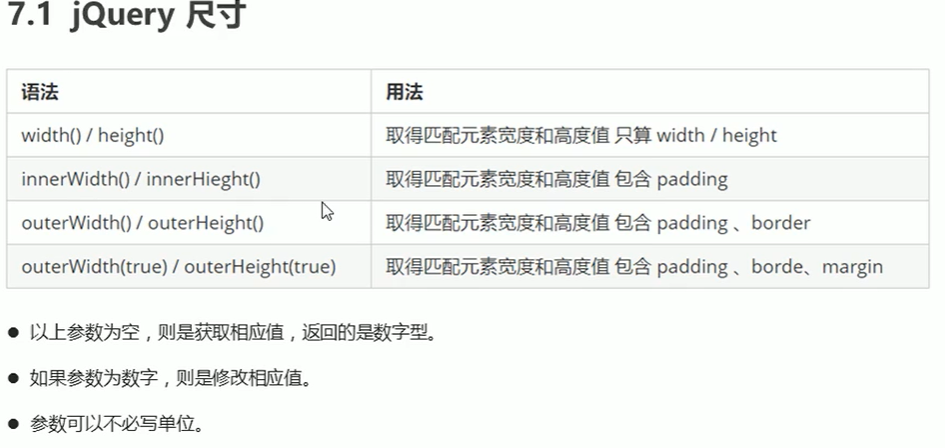 7.1 jQuery 尺寸
语法 用法
width() / height() 取得匹配元素宽度和高度值 只算 width / height
innerWidth() / innerHieght() 取得匹配元素宽度和高度值 包含 padding
outerWidth() / outerHeight() 取得匹配元素宽度和高度值 包含 padding 、border
outerWidth(true) / outerHeight(true) 取得匹配元素宽度和高度值 包含 padding 、borde、margin
● 以上参数为空，则是获取相应值，返回的是数字型。
● 如果参数为数字，则是修改相应值。
● 参数可以不必写单位。